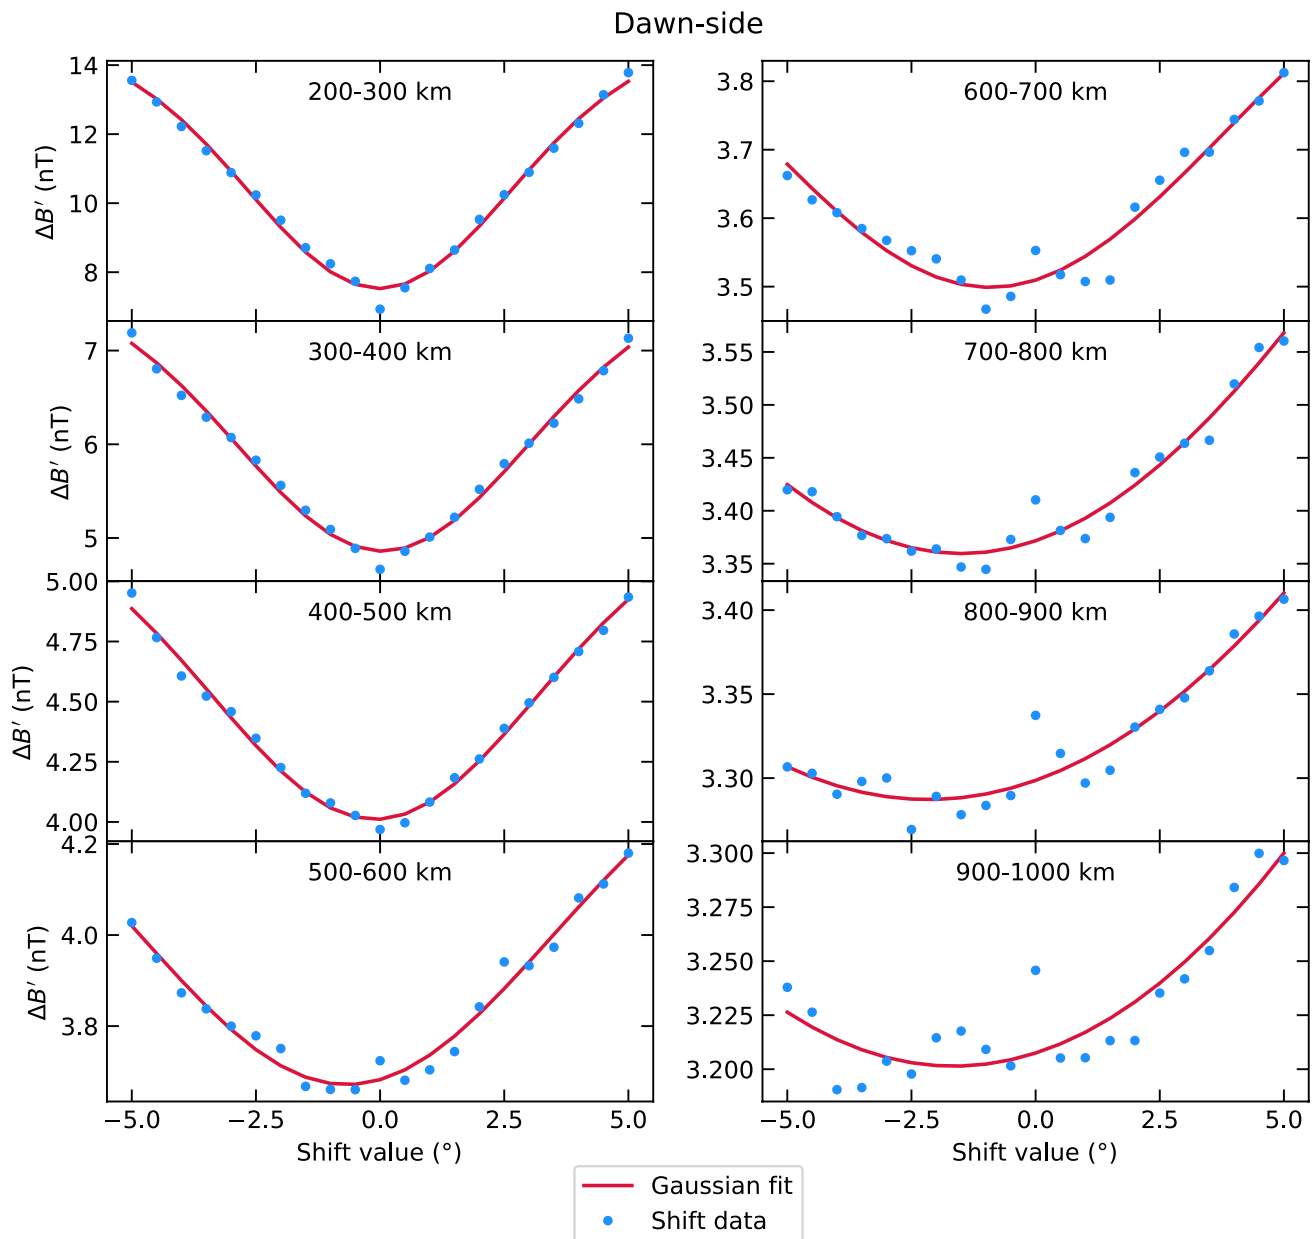 Dawn-side
200-300 km
14
12
10
8
ΔB′ (nT)
300-400 km
7
6
5
ΔB′ (nT)
400-500 km
5.00
4.75
4.50
4.25
4.00
ΔB′ (nT)
500-600 km
4.2
4.0
3.8
ΔB′ (nT)
−5.0 −2.5 0.0 2.5 5.0
Shift value (°)
600-700 km
3.8
3.7
3.6
3.5
700-800 km
3.55
3.50
3.45
3.40
3.35
800-900 km
3.40
3.35
3.30
900-1000 km
3.300
3.275
3.250
3.225
3.200
−5.0 −2.5 0.0 2.5 5.0
Shift value (°)
Gaussian fit
Shift data